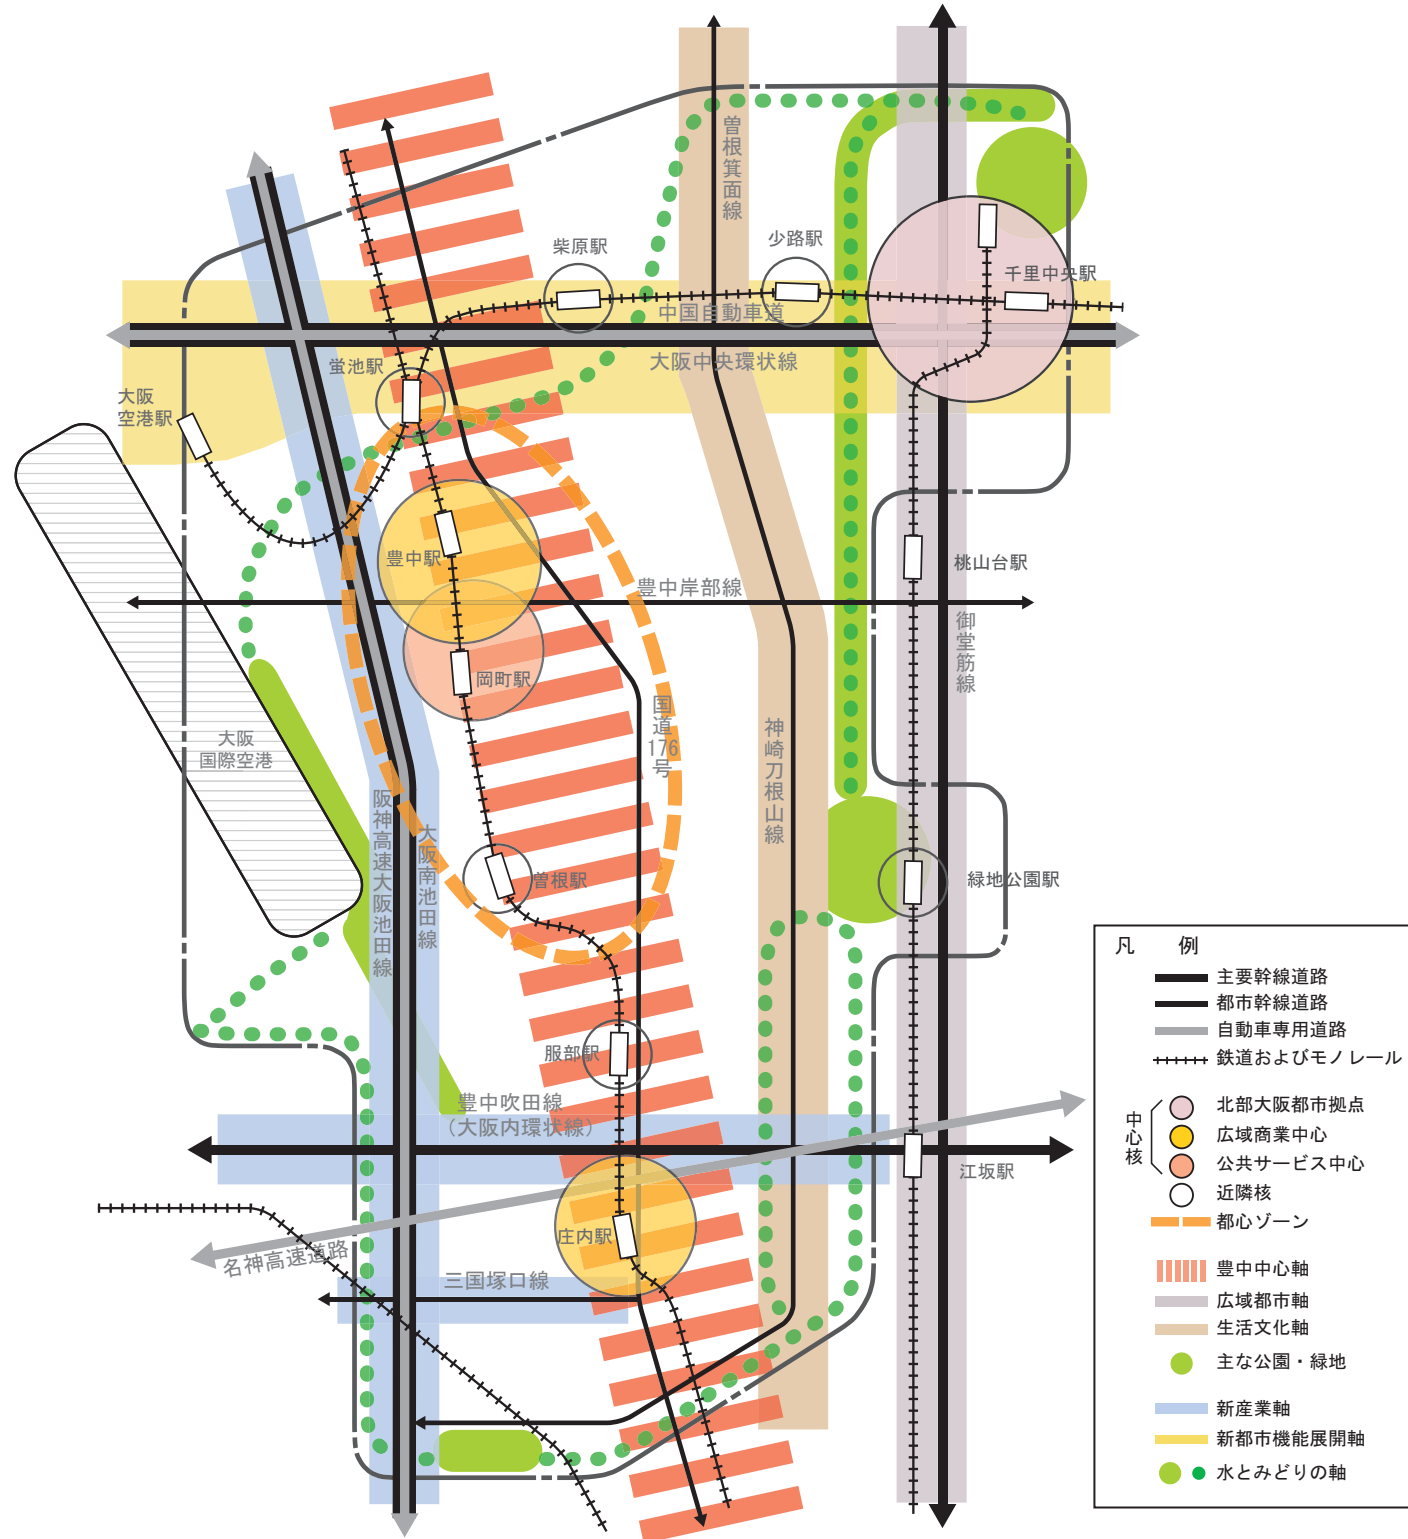 曽根箕面線
柴原駅
少路駅
千里中央駅
中国自動車道
大阪中央環状線
蛍池駅
大阪
空港駅
豊中駅
豊中岸部線
桃山台駅
御堂筋線
岡町駅
国道176号
神崎刀根山線
大阪
国際空港
阪神高速大阪池田線
大阪南池田線
曽根駅
緑地公園駅
服部駅
豊中吹田線
（大阪内環状線）
江坂駅
庄内駅
名神高速道路
三国塚口線
凡　例
主要幹線道路
都市幹線道路
自動車専用道路
鉄道およびモノレール
中心核
北部大阪都市拠点
広域商業中心
公共サービス中心
近隣核
都心ゾーン
豊中中心軸
広域都市軸
生活文化軸
主な公園・緑地
新産業軸
新都市機能展開軸
水とみどりの軸